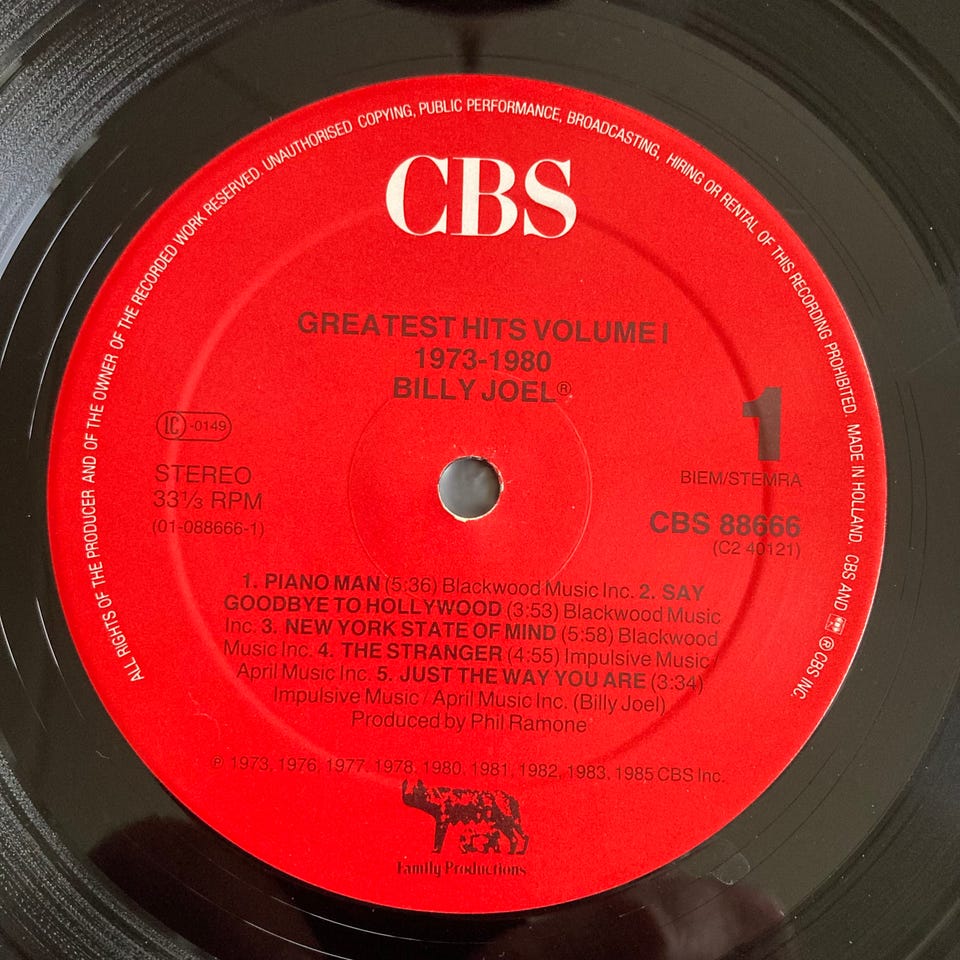 ALL RIGHTS OF THE PRODUCER AND OF THE OWNER OF THE RECORDED WORK RESERVED. UNAUTHORISED COPYING, PUBLIC PERFORMANCE, BROADCASTING, HIRING OR RENTAL OF THIS RECORDING PROHIBITED. MADE IN HOLLAND. CBS AND ℗ CBS INC
CBS
GREATEST HITS VOLUME I
1973-1980
BILLY JOEL®
1
LC -0149
STEREO
33⅓ RPM
(01-088666-1)
BIEM/STEMRA
CBS 88666
(C2 40121)
1. PIANO MAN (5:36) Blackwood Music Inc. 2. SAY
GOODBYE TO HOLLYWOOD (3:53) Blackwood Music
Inc. 3. NEW YORK STATE OF MIND (5:58) Blackwood
Music Inc. 4. THE STRANGER (4:55) Impulsive Music /
April Music Inc. 5. JUST THE WAY YOU ARE (3:34)
Impulsive Music / April Music Inc. (Billy Joel)
Produced by Phil Ramone
℗ 1973, 1976, 1977, 1978, 1980, 1981, 1982, 1983, 1985 CBS Inc.
Family Productions